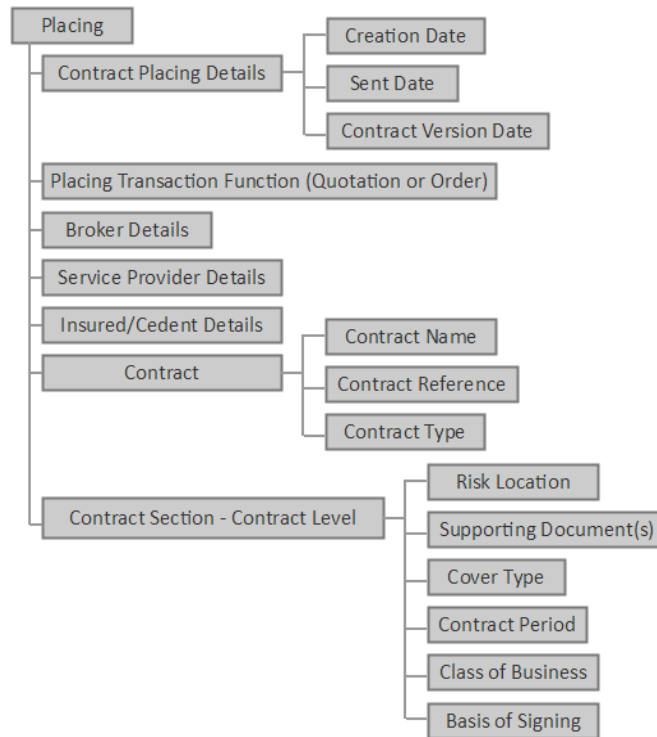 Placing
Contract Placing Details
Creation Date
Sent Date
Contract Version Date
Placing Transaction Function (Quotation or Order)
Broker Details
Service Provider Details
Insured/Cedent Details
Contract
Contract Name
Contract Reference
Contract Type
Contract Section - Contract Level
Risk Location
Supporting Document(s)
Cover Type
Contract Period
Class of Business
Basis of Signing